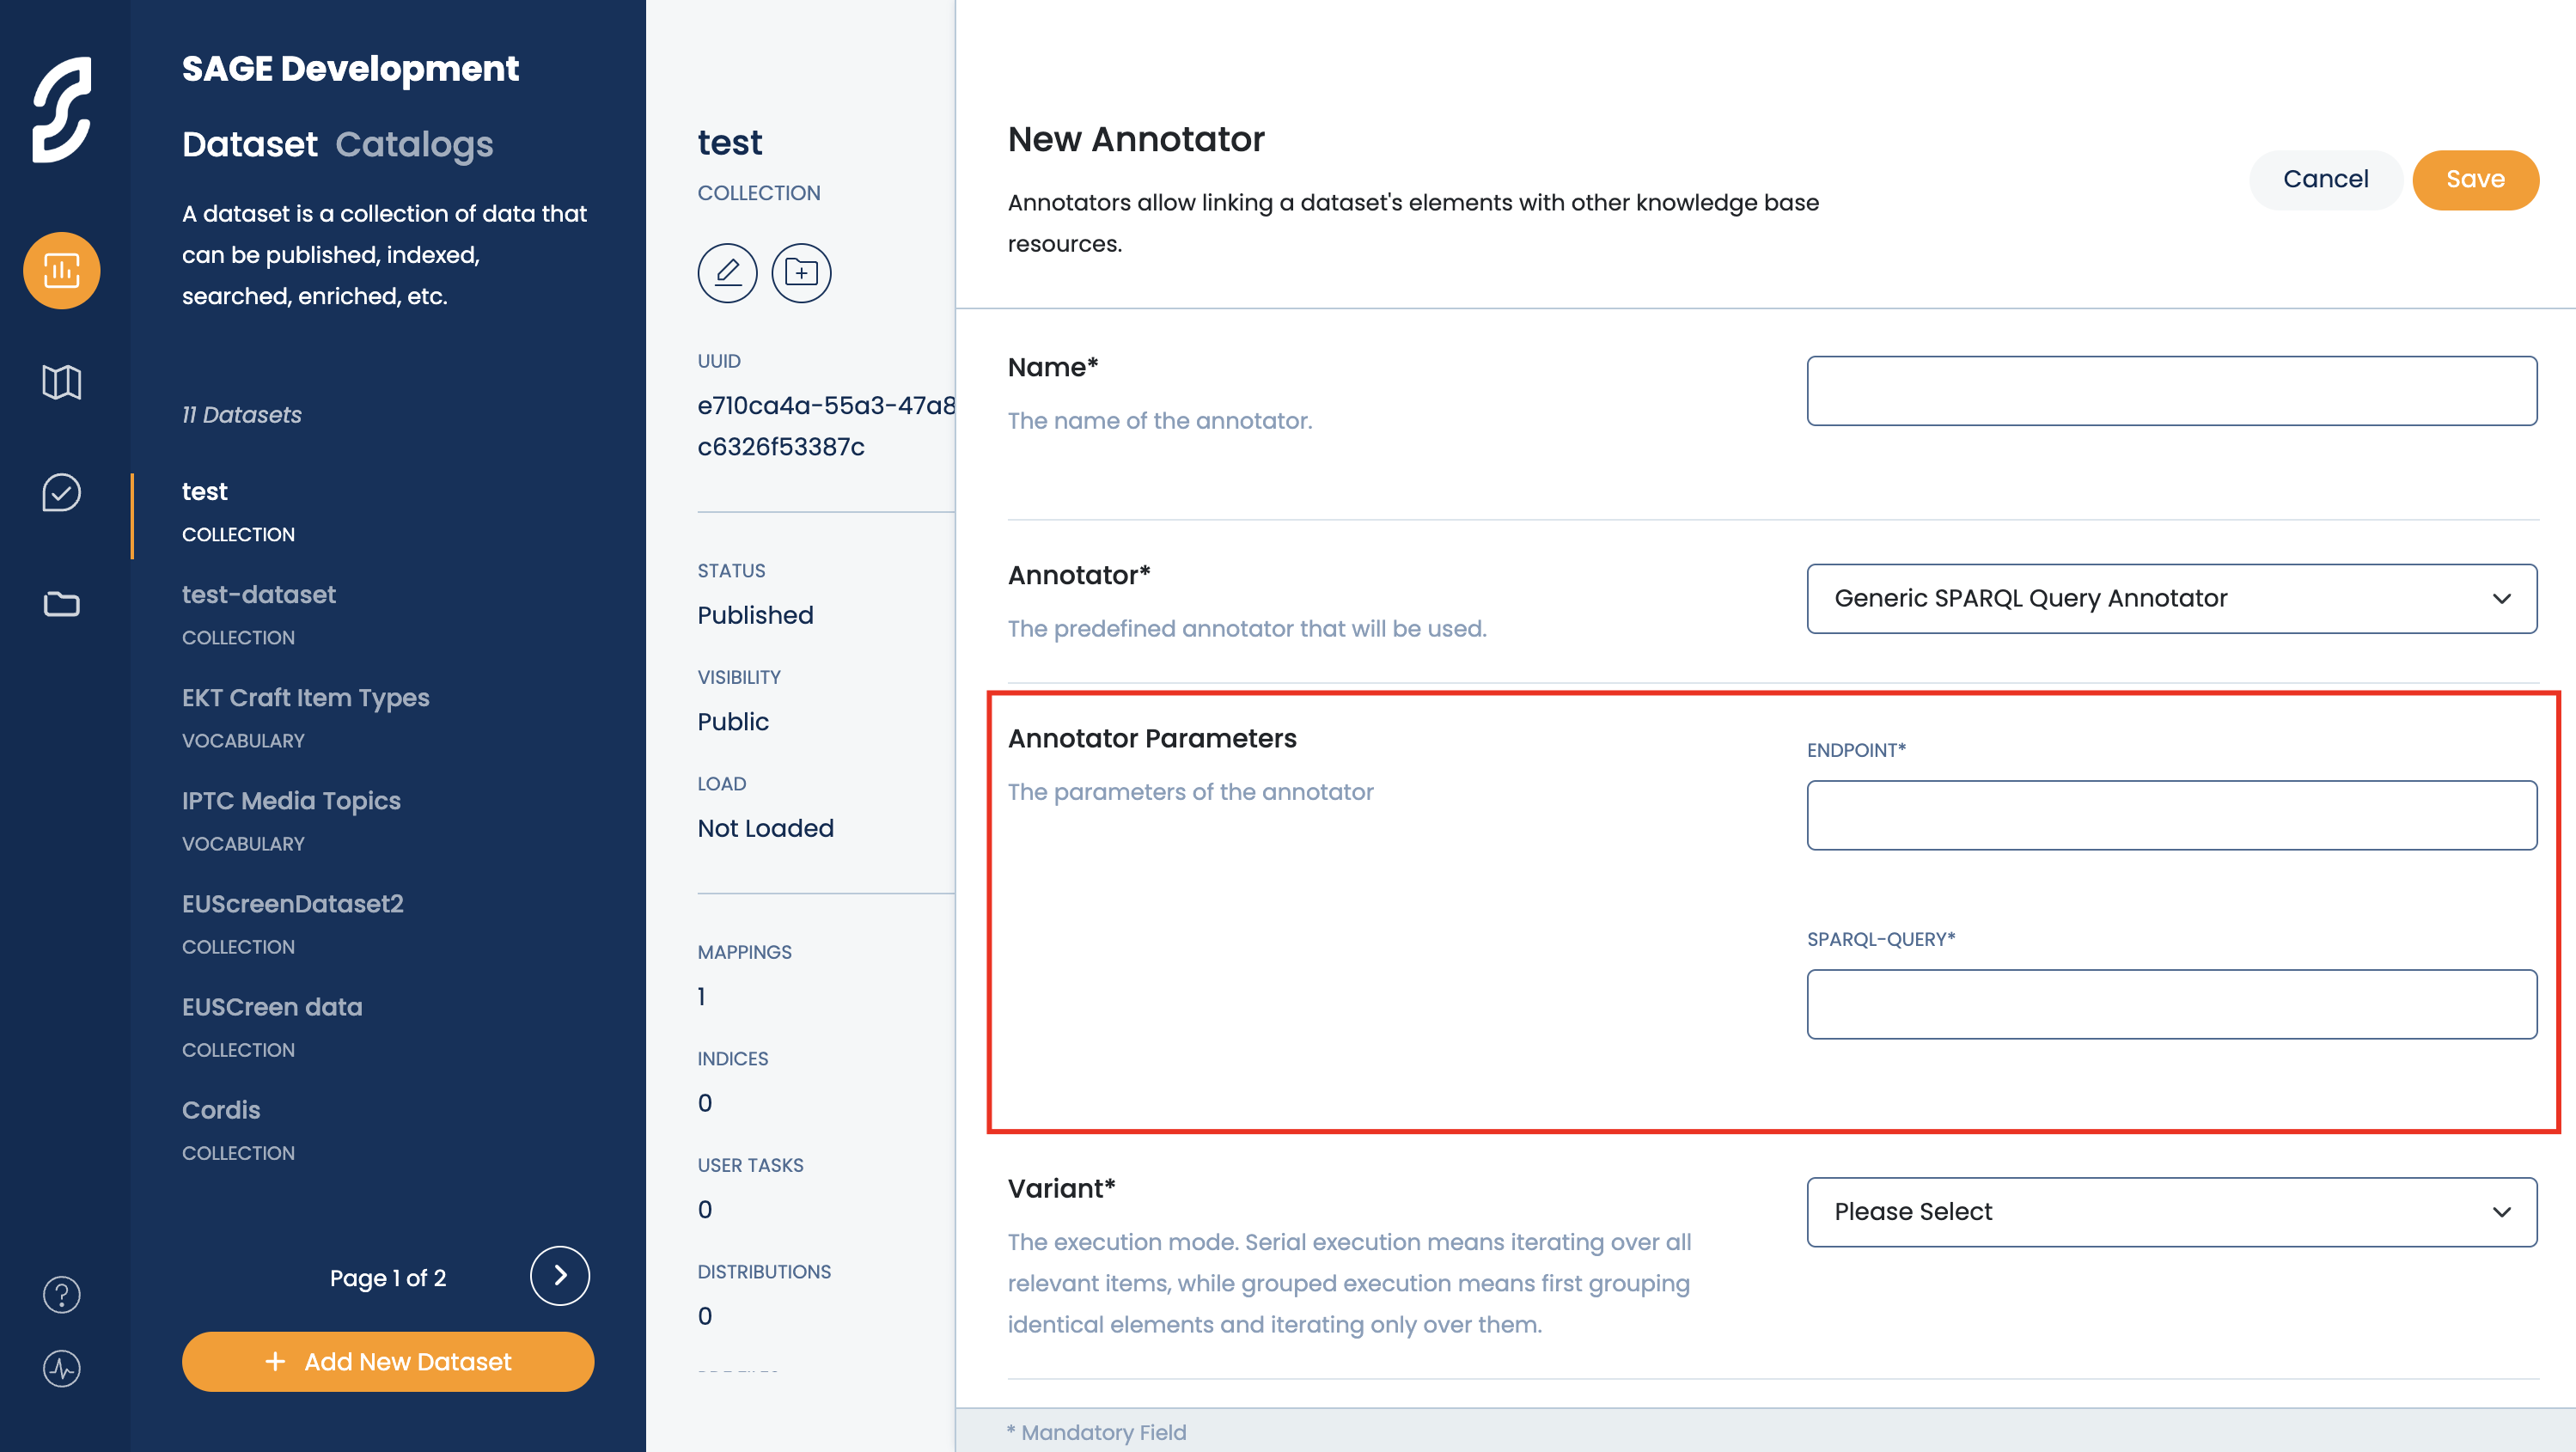 SAGE Development
Dataset Catalogs
A dataset is a collection of data that
can be published, indexed,
searched, enriched, etc.
11 Datasets
test
COLLECTION
test-dataset
COLLECTION
EKT Craft Item Types
VOCABULARY
IPTC Media Topics
VOCABULARY
EUScreenDataset2
COLLECTION
EUSCreen data
COLLECTION
Cordis
COLLECTION
Page 1 of 2
+ Add New Dataset
test
COLLECTION
UUID
e710ca4a-55a3-47a8
c6326f53387c
STATUS
Published
VISIBILITY
Public
LOAD
Not Loaded
MAPPINGS
1
INDICES
0
USER TASKS
0
DISTRIBUTIONS
0
New Annotator
Annotators allow linking a dataset's elements with other knowledge base
resources.
Cancel
Save
Name*
The name of the annotator.
Annotator*
The predefined annotator that will be used.
Generic SPARQL Query Annotator
Annotator Parameters
The parameters of the annotator
ENDPOINT*
SPARQL-QUERY*
Variant*
The execution mode. Serial execution means iterating over all
relevant items, while grouped execution means first grouping
identical elements and iterating only over them.
Please Select
* Mandatory Field